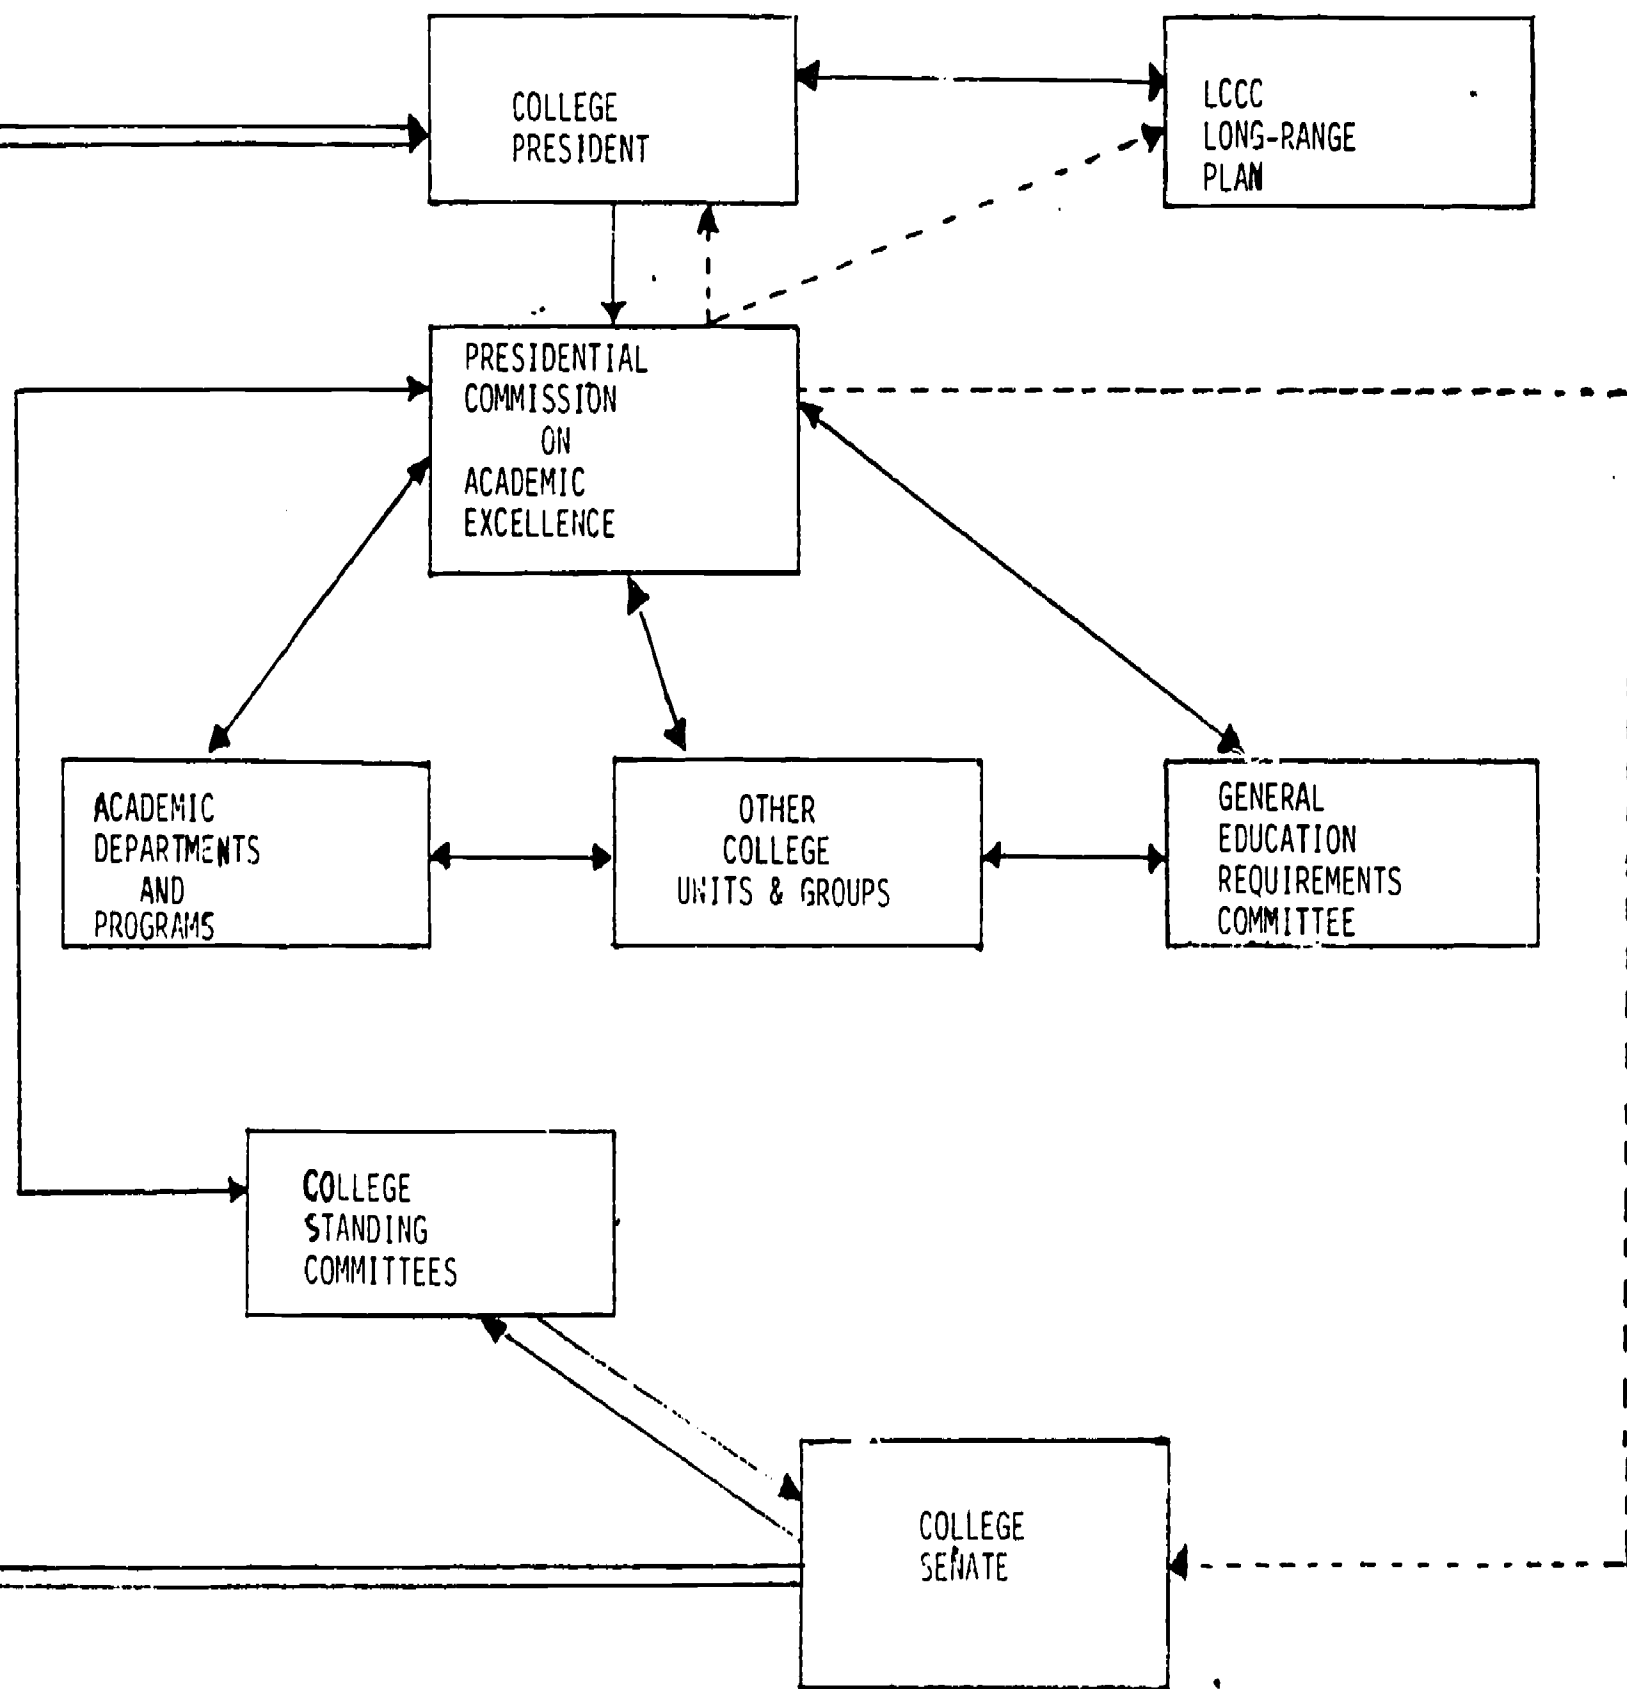 COLLEGE
PRESIDENT
LCCC
LONG-RANGE
PLAN
PRESIDENTIAL
COMMISSION
ON
ACADEMIC
EXCELLENCE
ACADEMIC
DEPARTMENTS
AND
PROGRAMS
OTHER
COLLEGE
UNITS & GROUPS
GENERAL
EDUCATION
REQUIREMENTS
COMMITTEE
COLLEGE
STANDING
COMMITTEES
COLLEGE
SENATE